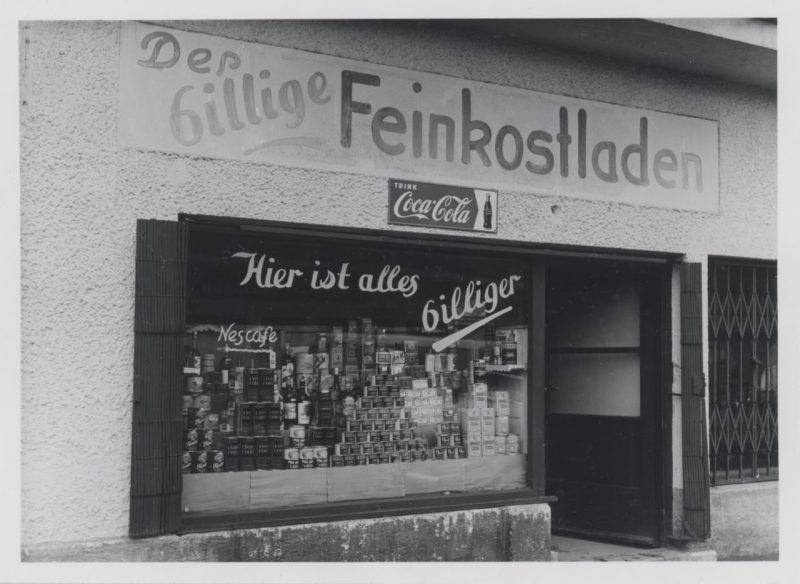 Der
billige Feinkostladen
TRINK
Coca-Cola
Hier ist alles
billiger
Nescafe